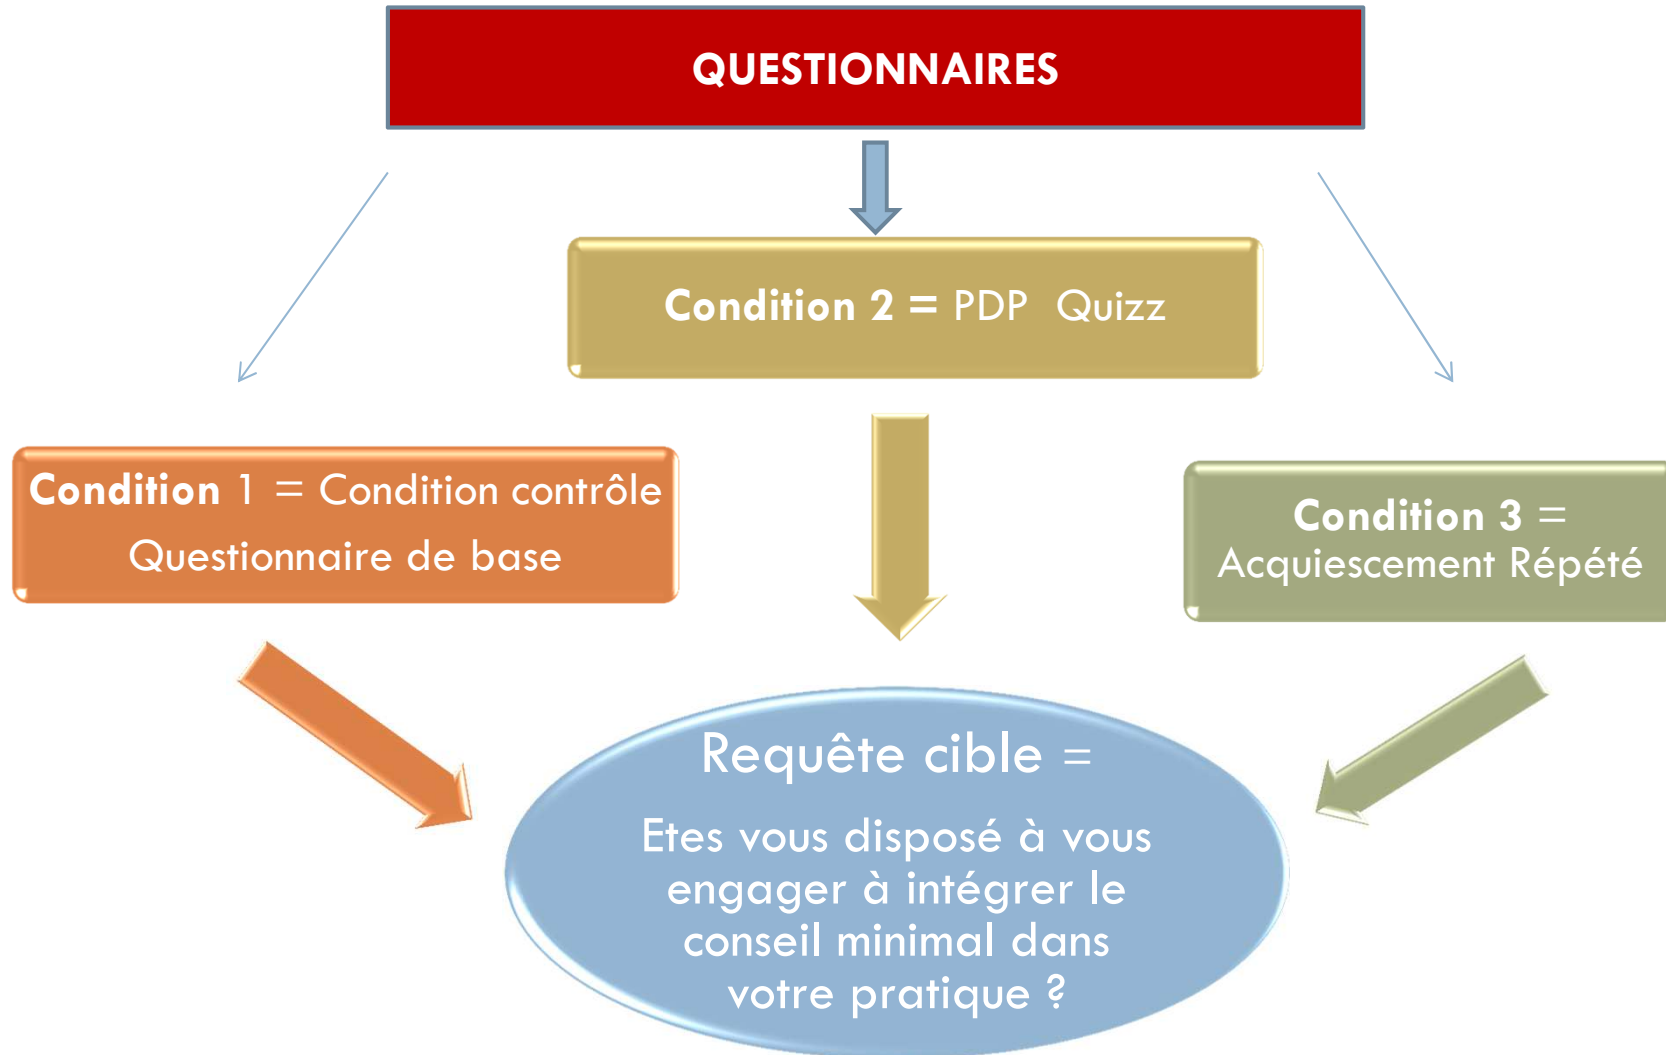 QUESTIONNAIRES
Condition 2 = PDP Quizz
Condition 1 = Condition contrôle
Questionnaire de base
Condition 3 =
Acquiescement Répété
Requête cible =
Etes vous disposé à vous
engager à intégrer le
conseil minimal dans
votre pratique ?